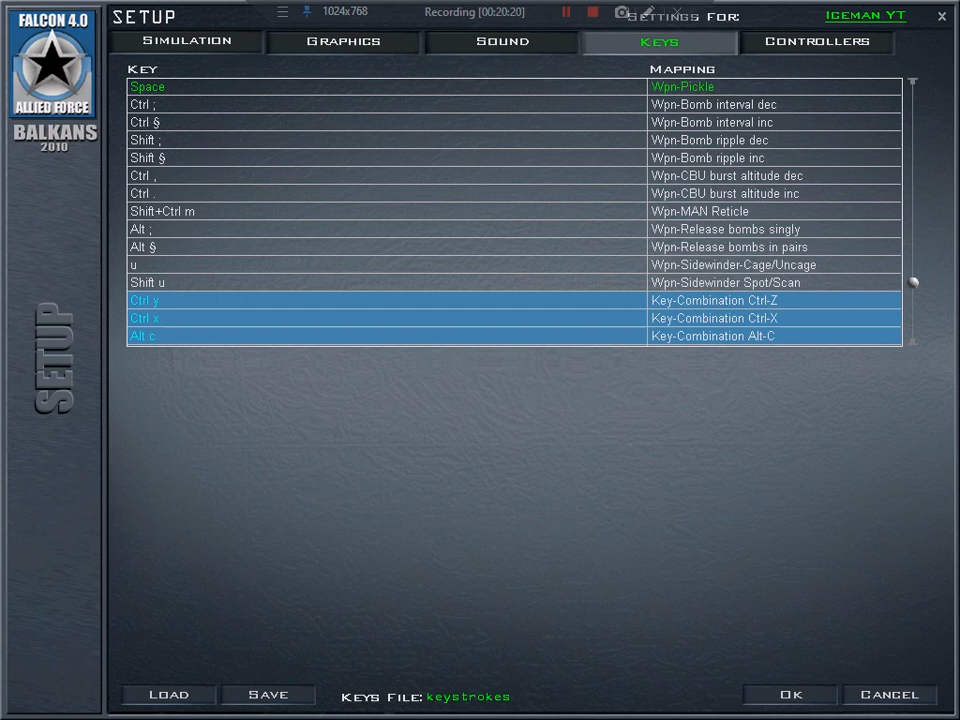 FALCON 4.0
ALLIED FORCE
BALKANS
2010
SETUP
1024x768
Recording [00:20:20]
SETUP
SETTINGS FOR:
ICEMAN YT
SIMULATION
GRAPHICS
SOUND
KEYS
CONTROLLERS
KEY MAPPING
Space Wpn-Pickle
Ctrl ; Wpn-Bomb interval dec
Ctrl § Wpn-Bomb interval inc
Shift ; Wpn-Bomb ripple dec
Shift § Wpn-Bomb ripple inc
Ctrl , Wpn-CBU burst altitude dec
Ctrl . Wpn-CBU burst altitude inc
Shift+Ctrl m Wpn-MAN Reticle
Alt ; Wpn-Release bombs singly
Alt § Wpn-Release bombs in pairs
u Wpn-Sidewinder-Cage/Uncage
Shift u Wpn-Sidewinder Spot/Scan
Ctrl y Key-Combination Ctrl-Z
Ctrl x Key-Combination Ctrl-X
Alt c Key-Combination Alt-C
LOAD
SAVE
KEYS FILE: keystrokes
OK
CANCEL